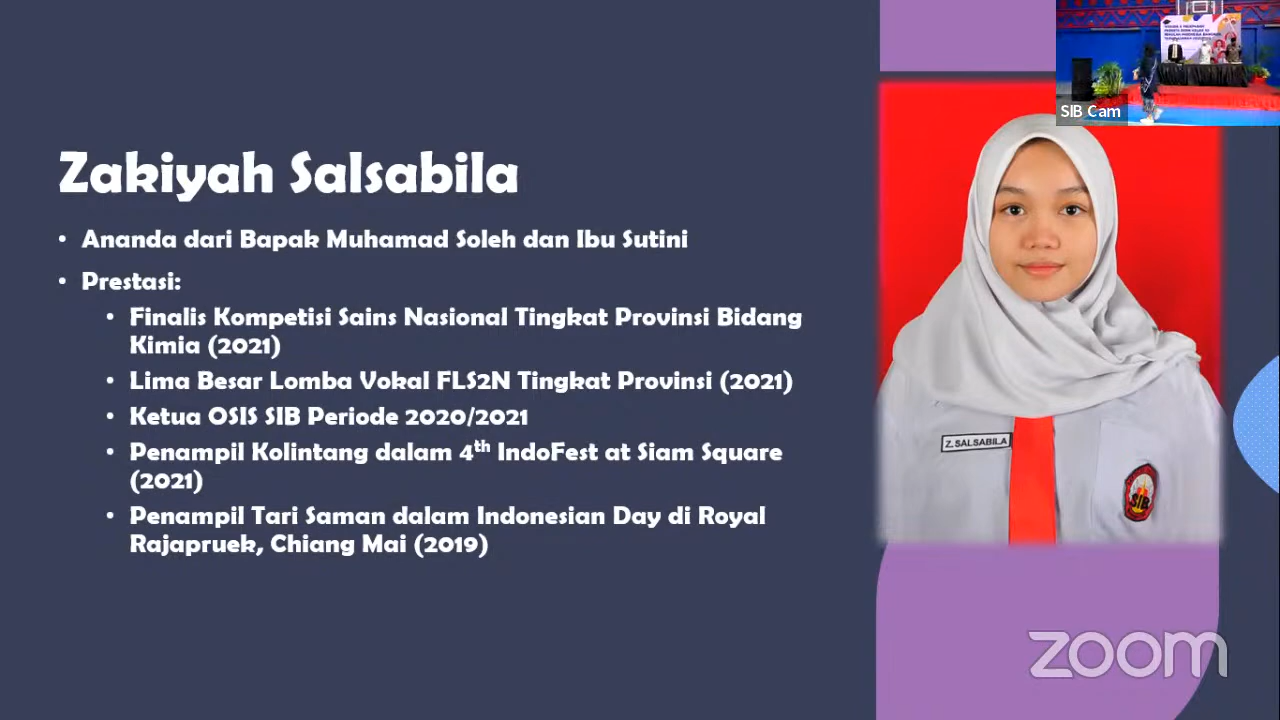 SIB Cam
Zakiyah Salsabila
• Ananda dari Bapak Muhamad Soleh dan Ibu Sutini
• Prestasi:
• Finalis Kompetisi Sains Nasional Tingkat Provinsi Bidang
Kimia (2021)
• Lima Besar Lomba Vokal FLS2N Tingkat Provinsi (2021)
• Ketua OSIS SIB Periode 2020/2021
• Penampil Kolintang dalam 4th IndoFest at Siam Square
(2021)
• Penampil Tari Saman dalam Indonesian Day di Royal
Rajapruek, Chiang Mai (2019)
Z. SALSABILA
SIB
zoom